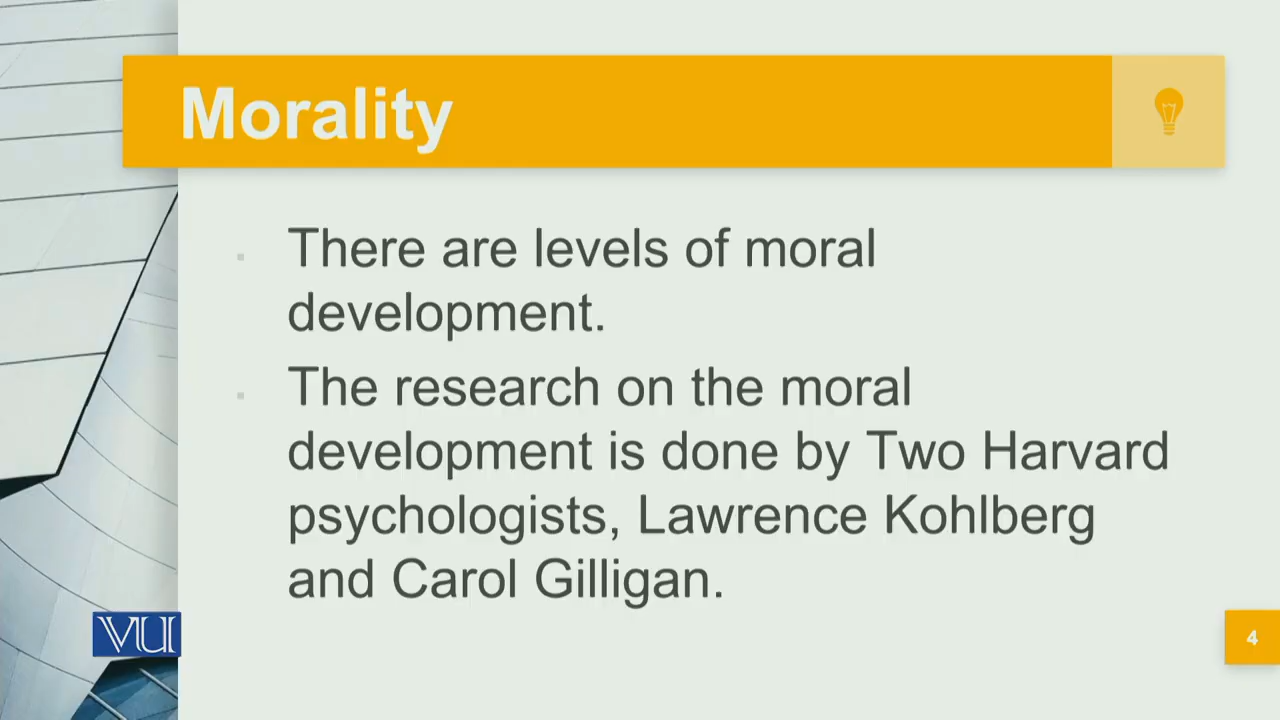 Morality
There are levels of moral
development.
The research on the moral
development is done by Two Harvard
psychologists, Lawrence Kohlberg
and Carol Gilligan.
VU
4